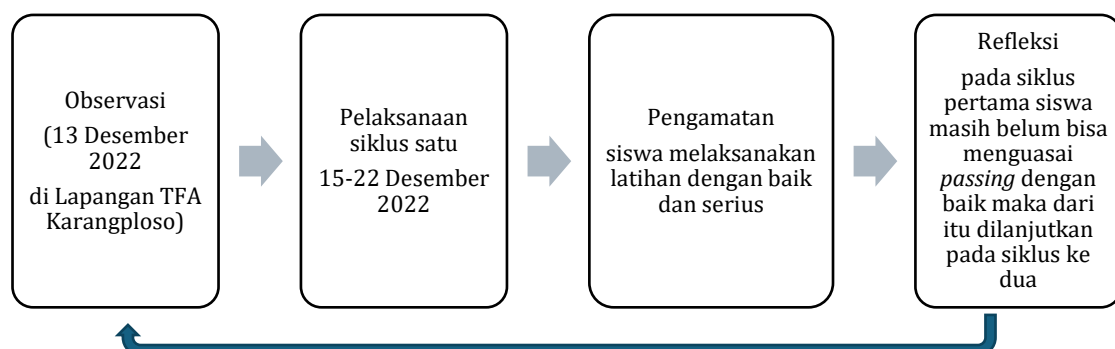 Observasi
(13 Desember
2022
di Lapangan TFA
Karangploso)
Pelaksanaan
siklus satu
15-22 Desember
2022
Pengamatan
siswa melaksanakan
latihan dengan baik
dan serius
Refleksi
pada siklus
pertama siswa
masih belum bisa
menguasai
passing dengan
baik maka dari
itu dilanjutkan
pada siklus ke
dua